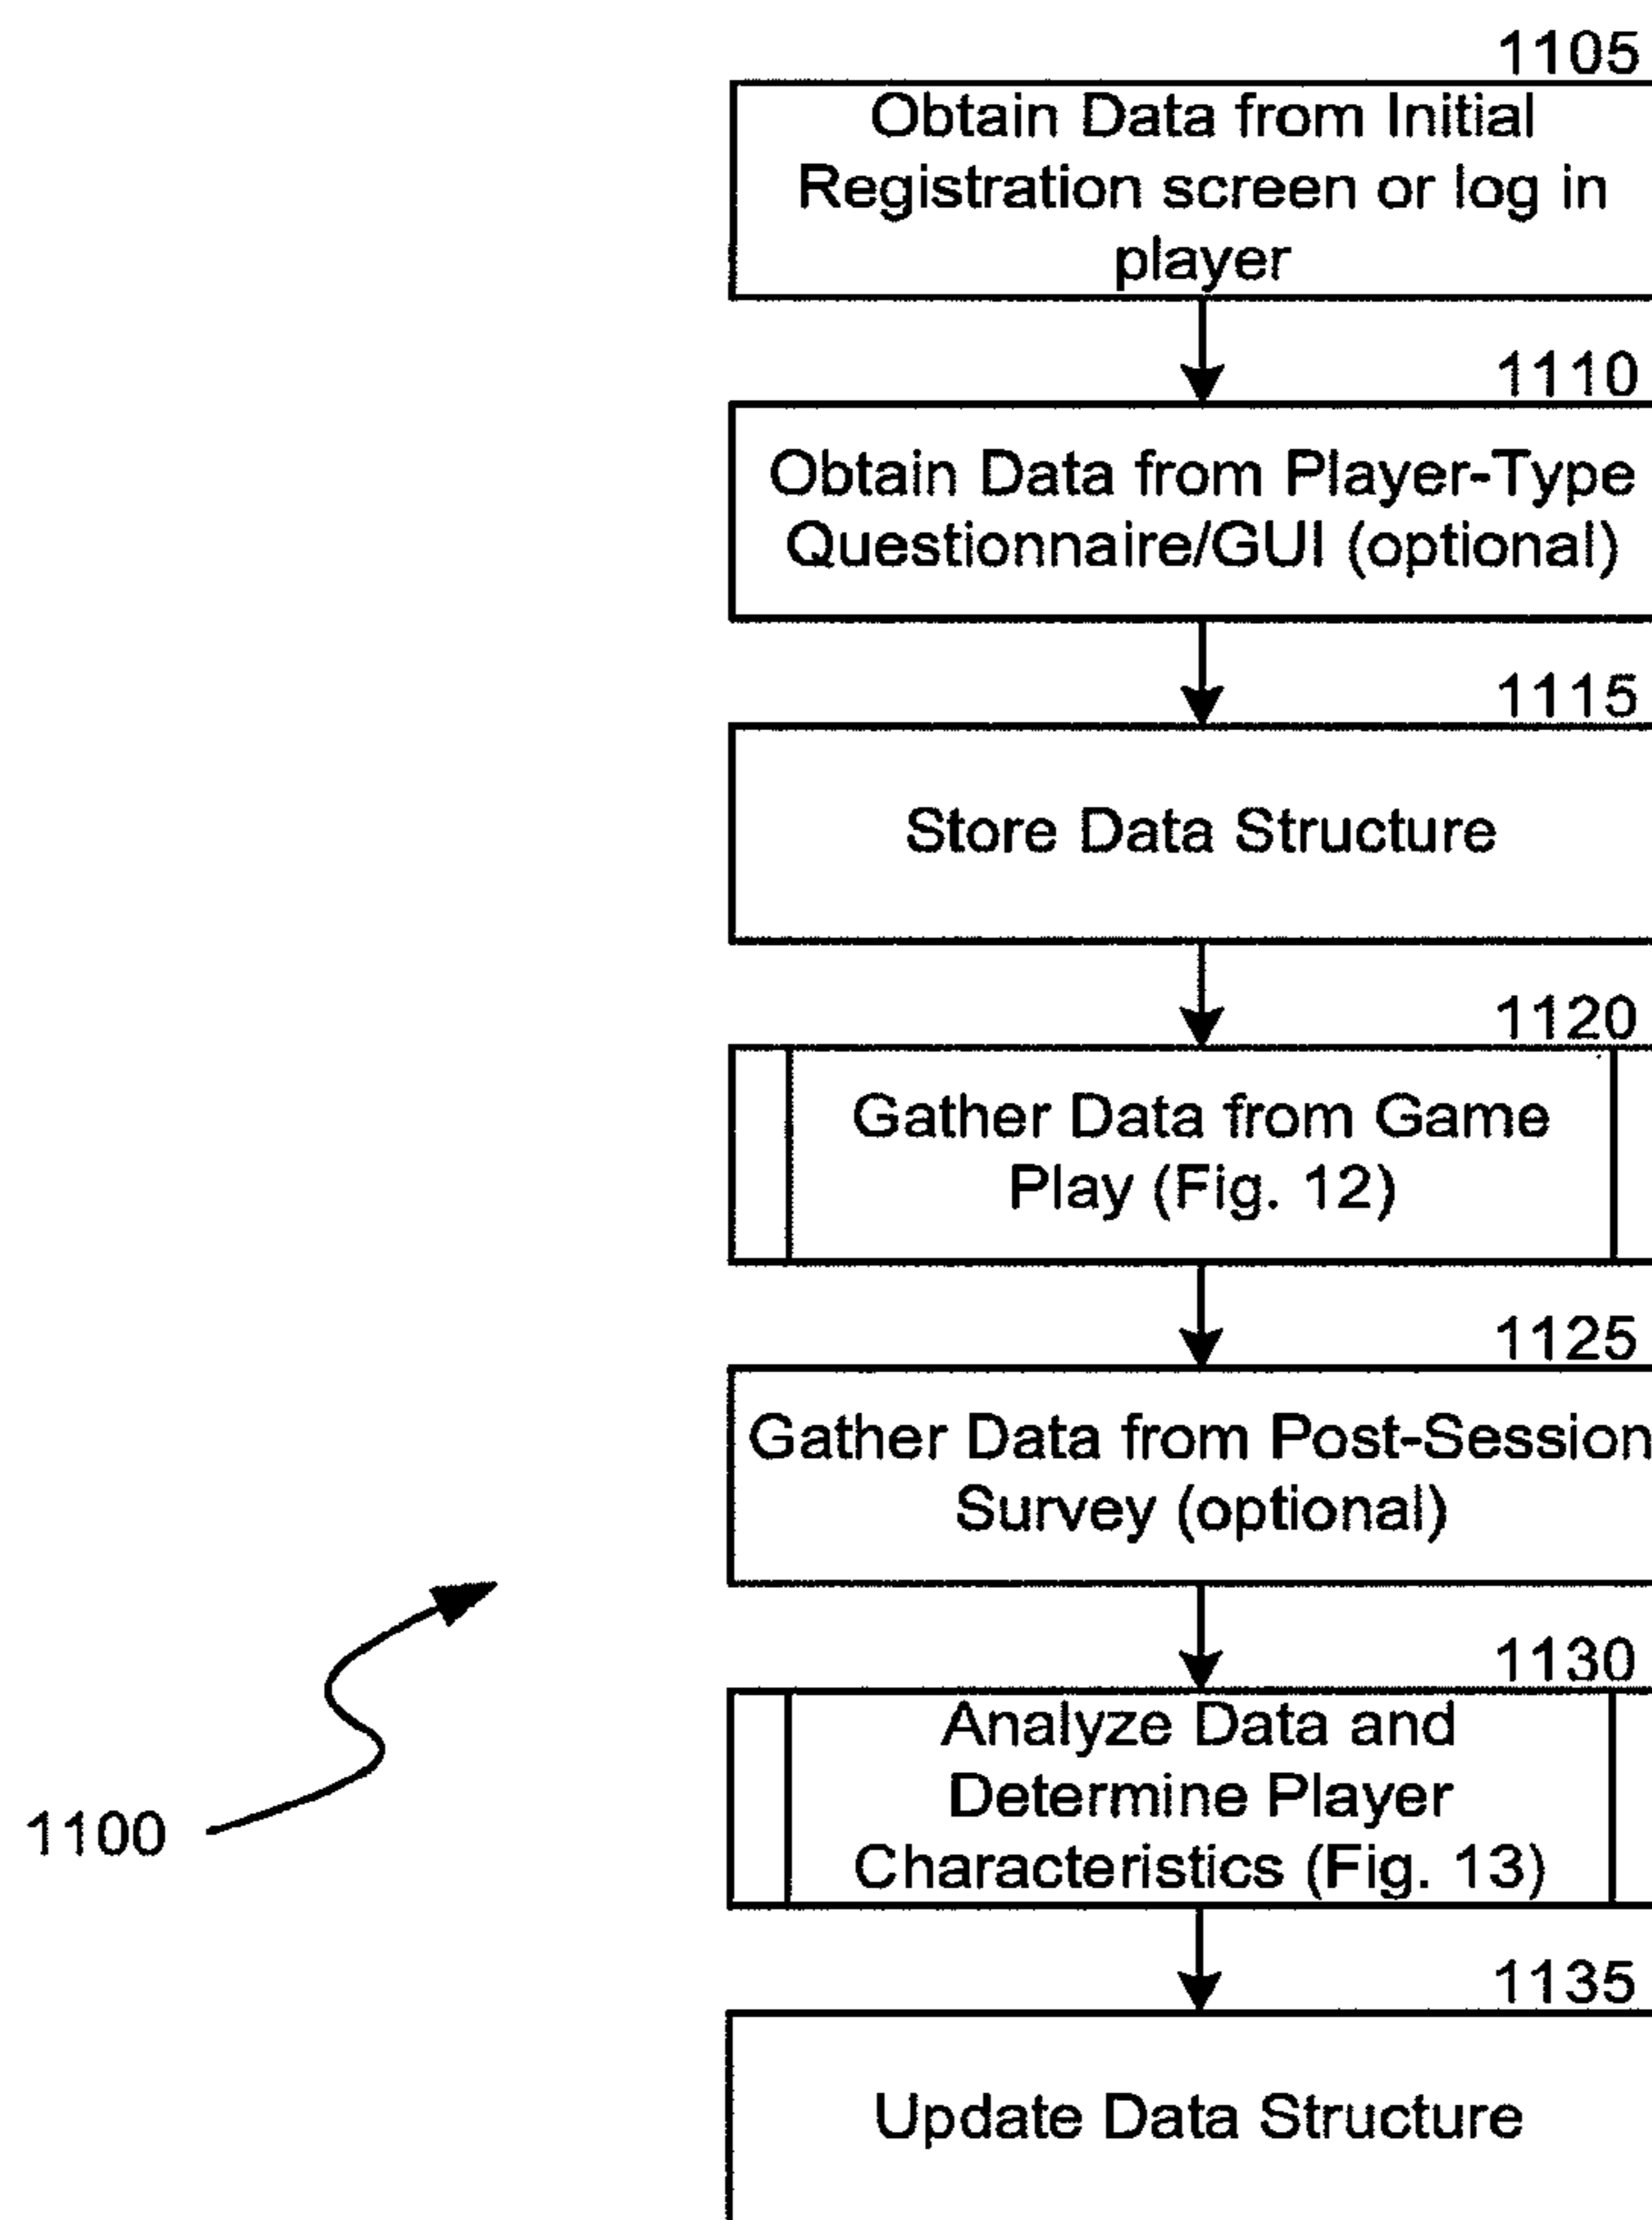 1105
Obtain Data from Initial
Registration screen or log in
player
1110
Obtain Data from Player-Type
Questionnaire/GUI (optional)
1115
Store Data Structure
1120
Gather Data from Game
Play (Fig. 12)
1125
Gather Data from Post-Session
Survey (optional)
1130
Analyze Data and
Determine Player
Characteristics (Fig. 13)
1100
1135
Update Data Structure